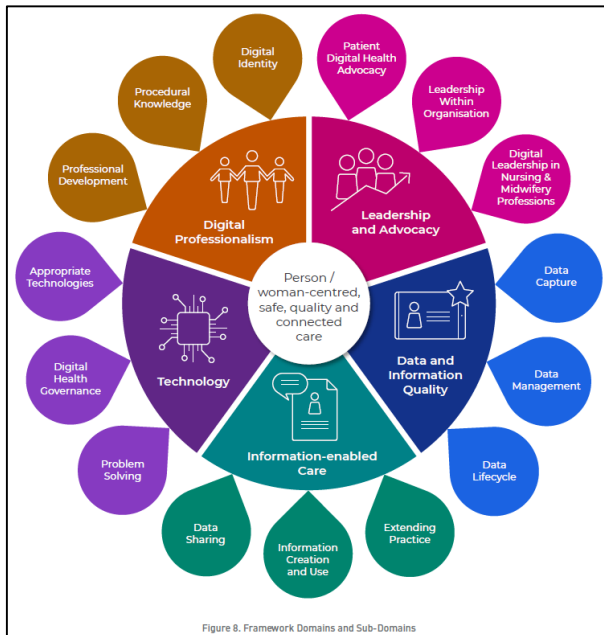 Digital
Identity
Patient
Digital Health
Advocacy
Procedural
Knowledge
Leadership
Within
Organisation
Professional
Development
Digital
Leadership in
Nursing &
Midwifery
Professions
Digital
Professionalism
Leadership
and Advocacy
Appropriate
Technologies
Person /
woman-centred,
safe, quality and
connected
care
Data
Capture
Technology
Data and
Information
Quality
Digital
Health
Governance
Data
Management
Information-enabled
Care
Problem
Solving
Data
Lifecycle
Data
Sharing
Information
Creation
and Use
Extending
Practice
Figure 8. Framework Domains and Sub-Domains